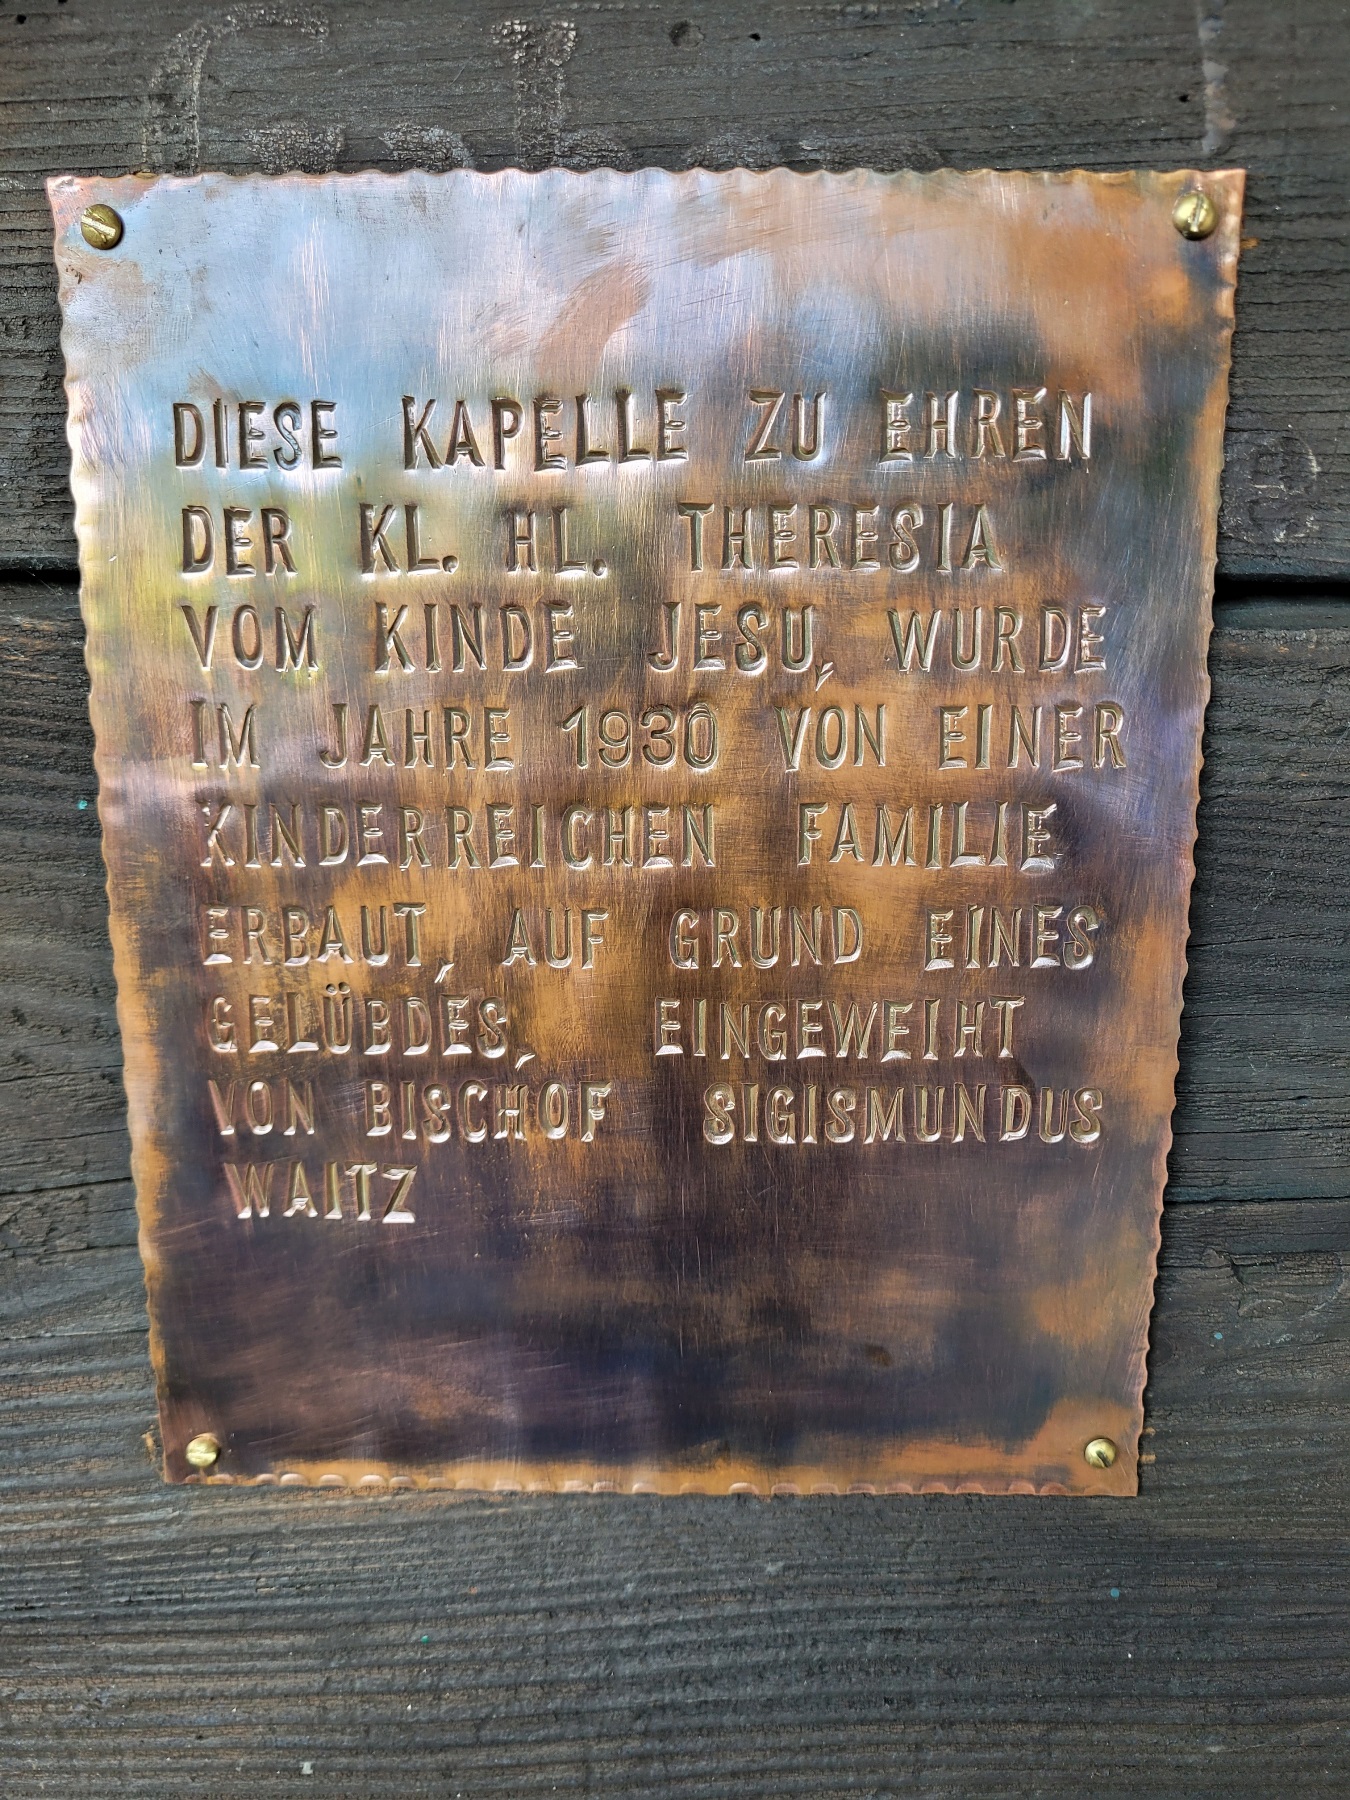 DIESE KAPELLE ZU EHREN
DER KL. HL. THERESIA
VOM KINDE JESU, WURDE
IM JAHRE 1930 VON EINER
KINDERREICHEN FAMILIE
ERBAUT, AUF GRUND EINES
GELÜBDES, EINGEWEIHT
VON BISCHOF SIGISMUNDUS
WAITZ